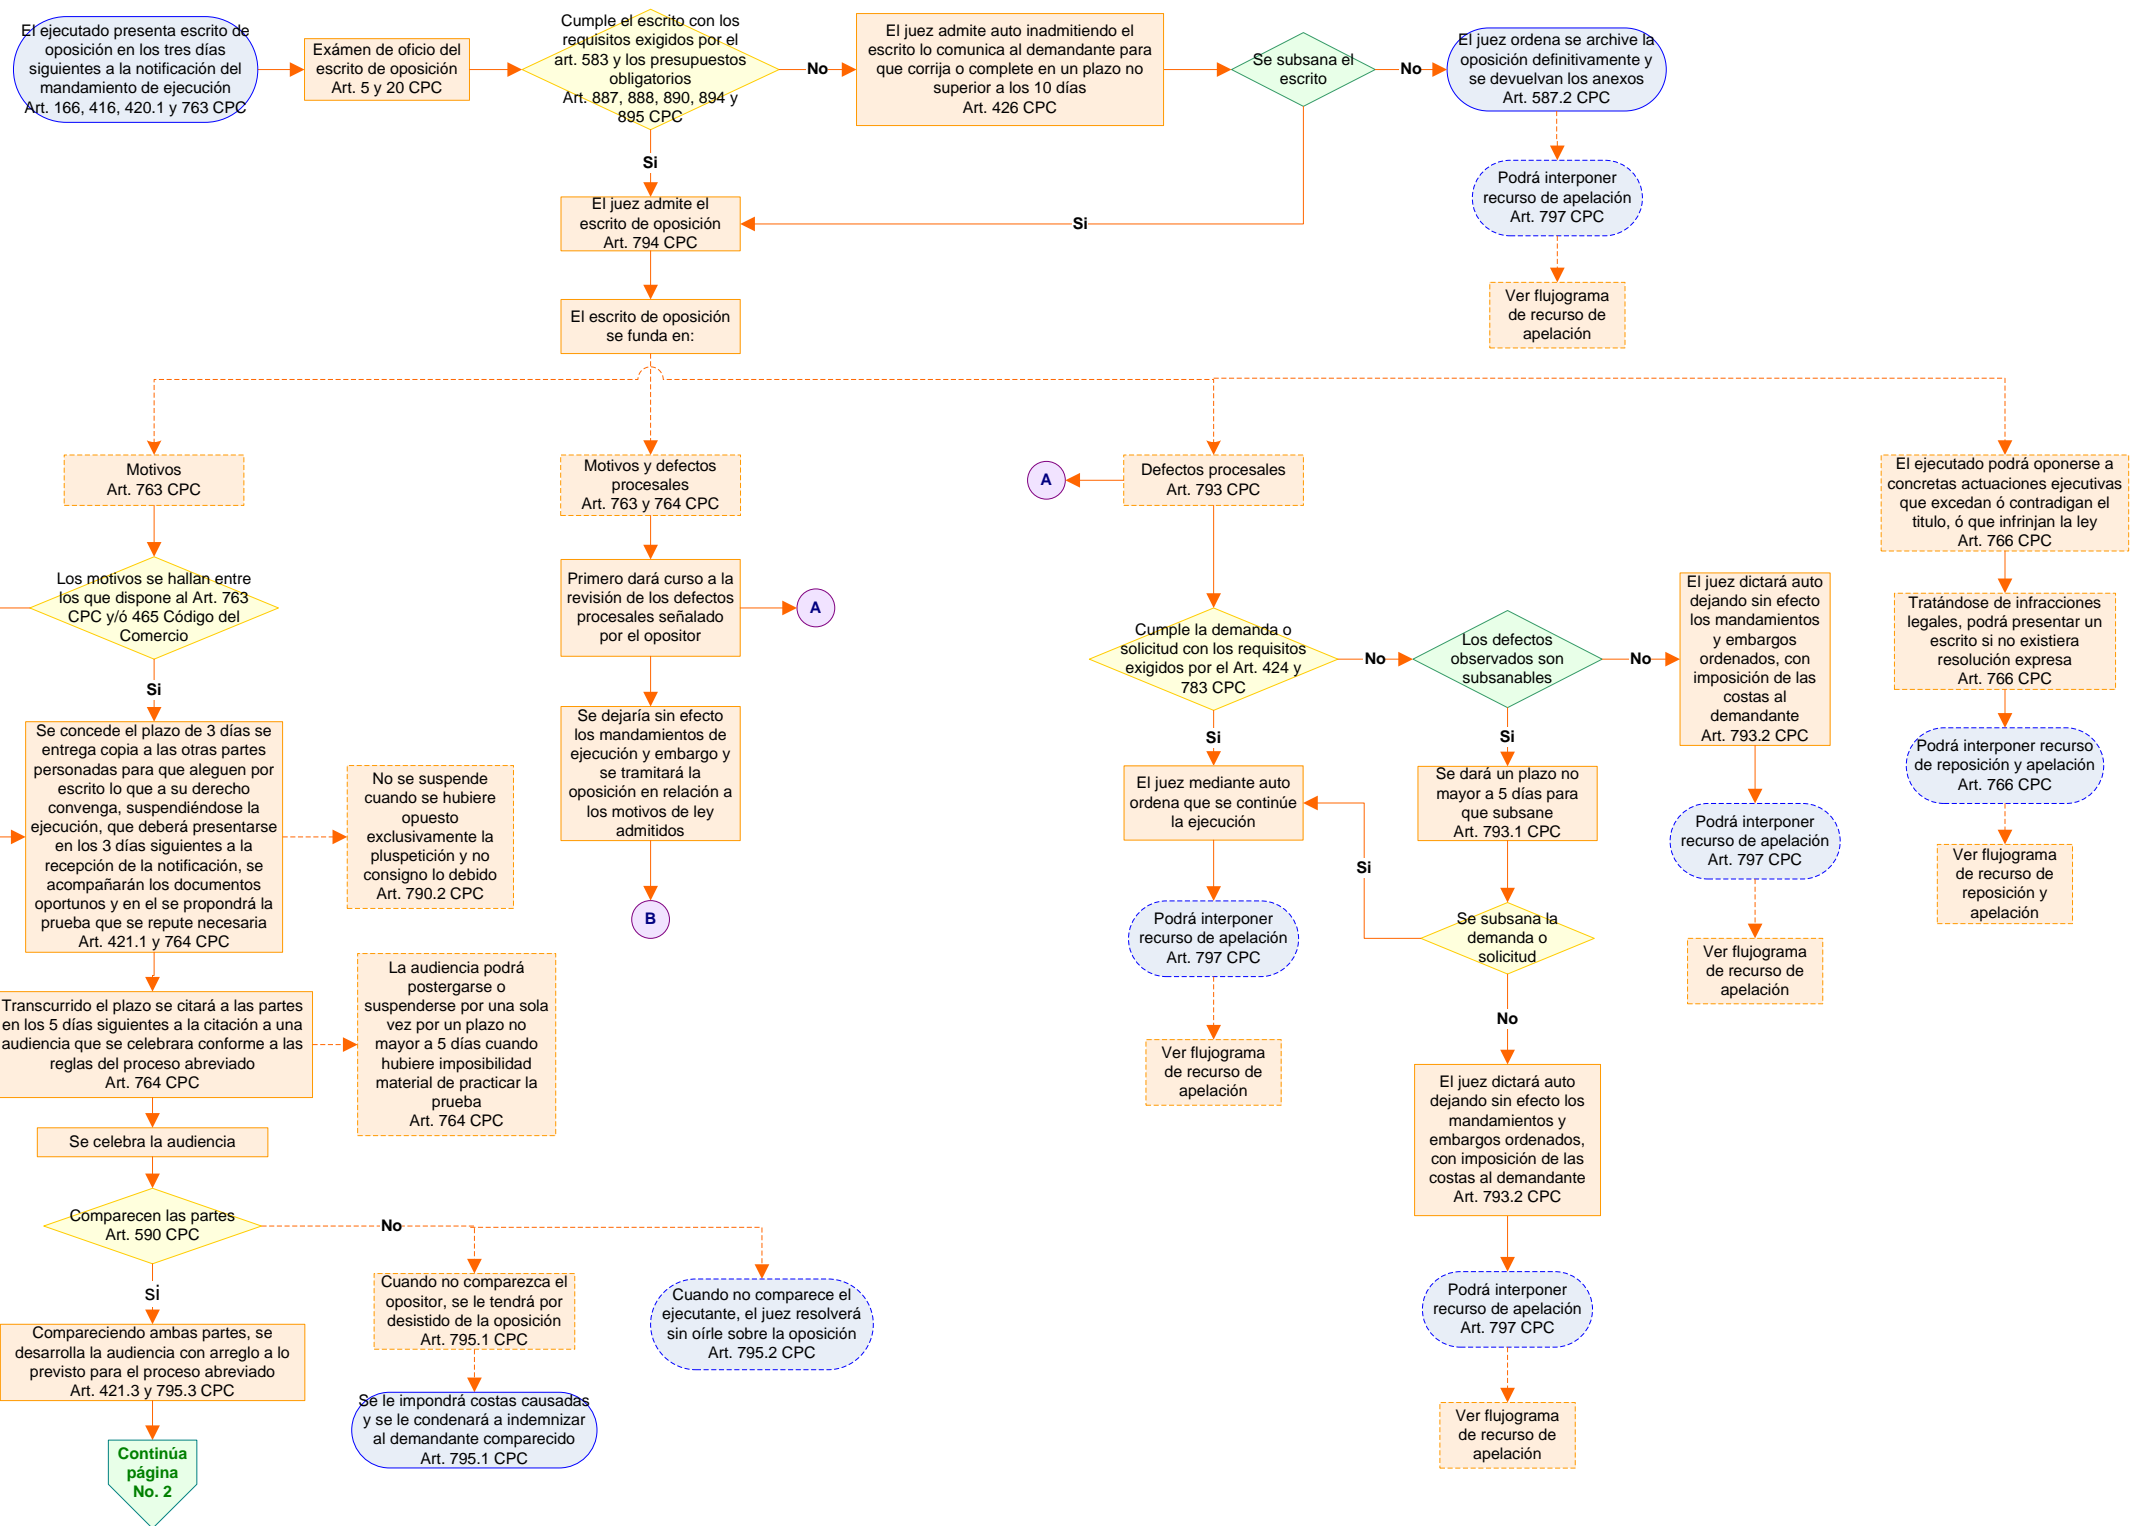 El ejecutado presenta escrito de
oposición en los tres días
siguientes a la notificación del
mandamiento de ejecución
Art. 166, 416, 420.1 y 763 CPC
Exámen de oficio del
escrito de oposición
Art. 5 y 20 CPC
Cumple el escrito con los
requisitos exigidos por el
art. 583 y los presupuestos
obligatorios
Art. 887, 888, 890, 894 y
895 CPC
No
El juez admite auto inadmitiendo el
escrito lo comunica al demandante para
que corrija o complete en un plazo no
superior a los 10 días
Art. 426 CPC
Se subsana el
escrito
No
El juez ordena se archive la
oposición definitivamente y
se devuelvan los anexos
Art. 587.2 CPC
Podrá interponer
recurso de apelación
Art. 797 CPC
Ver flujograma
de recurso de
apelación
Si
Si
El juez admite el
escrito de oposición
Art. 794 CPC
El escrito de oposición
se funda en:
Motivos
Art. 763 CPC
Los motivos se hallan entre
los que dispone al Art. 763
CPC y/ó 465 Código del
Comercio
Si
Se concede el plazo de 3 días se
entrega copia a las otras partes
personadas para que aleguen por
escrito lo que a su derecho
convenga, suspendiéndose la
ejecución, que deberá presentarse
en los 3 días siguientes a la
recepción de la notificación, se
acompañarán los documentos
oportunos y en el se propondrá la
prueba que se repute necesaria
Art. 421.1 y 764 CPC
No se suspende
cuando se hubiere
opuesto
exclusivamente la
pluspetición y no
consigno lo debido
Art. 790.2 CPC
Transcurrido el plazo se citará a las partes
en los 5 días siguientes a la citación a una
audiencia que se celebrara conforme a las
reglas del proceso abreviado
Art. 764 CPC
La audiencia podrá
postergarse o
suspenderse por una sola
vez por un plazo no
mayor a 5 días cuando
hubiere imposibilidad
material de practicar la
prueba
Art. 764 CPC
Se celebra la audiencia
Comparecen las partes
Art. 590 CPC
No
si
Cuando no comparezca el
opositor, se le tendrá por
desistido de la oposición
Art. 795.1 CPC
Cuando no comparece el
ejecutante, el juez resolverá
sin oírle sobre la oposición
Art. 795.2 CPC
Compareciendo ambas partes, se
desarrolla la audiencia con arreglo a lo
previsto para el proceso abreviado
Art. 421.3 y 795.3 CPC
Se le impondrá costas causadas
y se le condenará a indemnizar
al demandante comparecido
Art. 795.1 CPC
Continúa
página
No. 2
Motivos y defectos
procesales
Art. 763 y 764 CPC
Primero dará curso a la
revisión de los defectos
procesales señalado
por el opositor
A
Se dejaría sin efecto
los mandamientos de
ejecución y embargo y
se tramitará la
oposición en relación a
los motivos de ley
admitidos
B
A
Defectos procesales
Art. 793 CPC
Cumple la demanda o
solicitud con los requisitos
exigidos por el Art. 424 y
783 CPC
No
Los defectos
observados son
subsanables
No
El juez dictará auto
dejando sin efecto
los mandamientos
y embargos
ordenados, con
imposición de las
costas al
demandante
Art. 793.2 CPC
Si
Si
El juez mediante auto
ordena que se continúe
la ejecución
Se dará un plazo no
mayor a 5 días para
que subsane
Art. 793.1 CPC
Si
Podrá interponer
recurso de apelación
Art. 797 CPC
Se subsana la
demanda o
solicitud
Podrá interponer
recurso de apelación
Art. 797 CPC
Ver flujograma
de recurso de
apelación
Ver flujograma
de recurso de
apelación
No
El juez dictará auto
dejando sin efecto los
mandamientos y
embargos ordenados,
con imposición de las
costas al demandante
Art. 793.2 CPC
Podrá interponer
recurso de apelación
Art. 797 CPC
Ver flujograma
de recurso de
apelación
El ejecutado podrá oponerse a
concretas actuaciones ejecutivas
que excedan ó contradigan el
titulo, ó que infrinjan la ley
Art. 766 CPC
Tratándose de infracciones
legales, podrá presentar un
escrito si no existiera
resolución expresa
Art. 766 CPC
Podrá interponer recurso
de reposición y apelación
Art. 766 CPC
Ver flujograma
de recurso de
reposición y
apelación